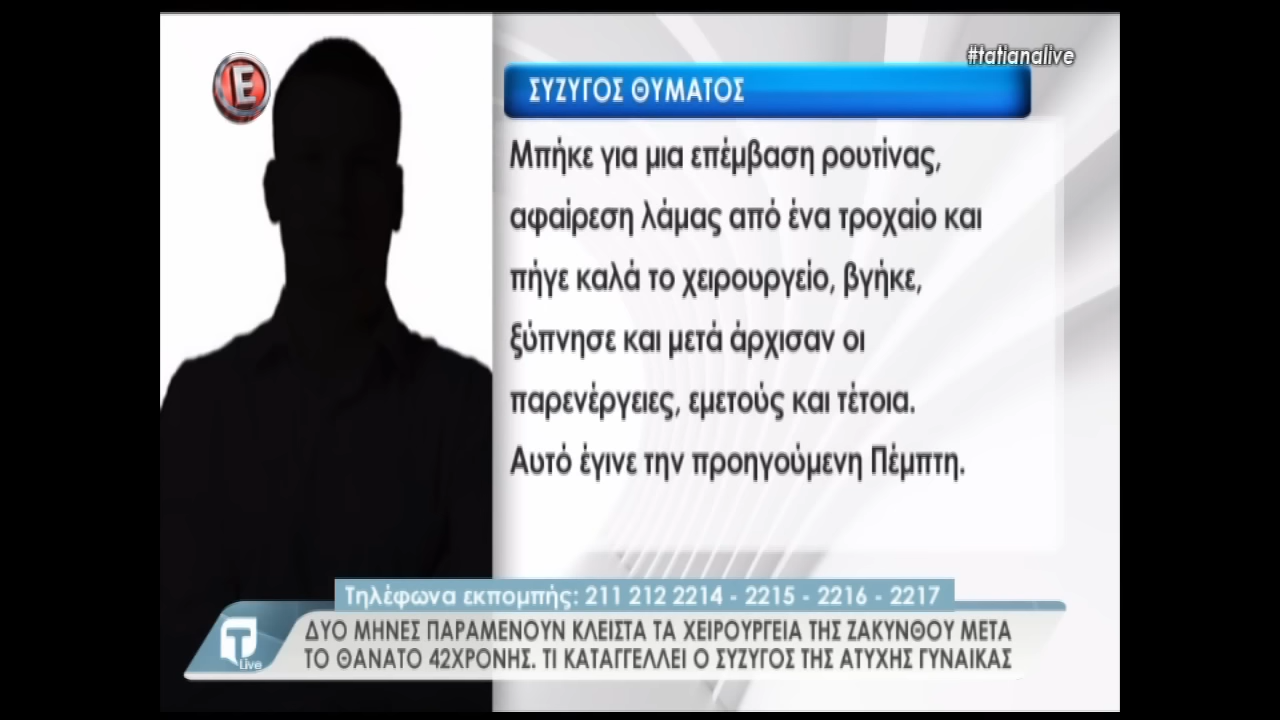 #tatianalive
E
ΣΥΖΥΓΟΣ ΘΥΜΑΤΟΣ
Μπήκε για μια επέμβαση ρουτίνας,
αφαίρεση λάμας από ένα τροχαίο και
πήγε καλά το χειρουργείο, βγήκε,
ξύπνησε και μετά άρχισαν οι
παρενέργειες, εμετούς και τέτοια.
Αυτό έγινε την προηγούμενη Πέμπτη.
Τηλέφωνα εκπομπής: 211 212 2214 - 2215 - 2216 - 2217
T Live
ΔΥΟ ΜΗΝΕΣ ΠΑΡΑΜΕΝΟΥΝ ΚΛΕΙΣΤΑ ΤΑ ΧΕΙΡΟΥΡΓΕΙΑ ΤΗΣ ΖΑΚΥΝΘΟΥ ΜΕΤΑ
ΤΟ ΘΑΝΑΤΟ 42ΧΡΟΝΗΣ. ΤΙ ΚΑΤΑΓΓΕΛΛΕΙ Ο ΣΥΖΥΓΟΣ ΤΗΣ ΑΤΥΧΗΣ ΓΥΝΑΙΚΑΣ